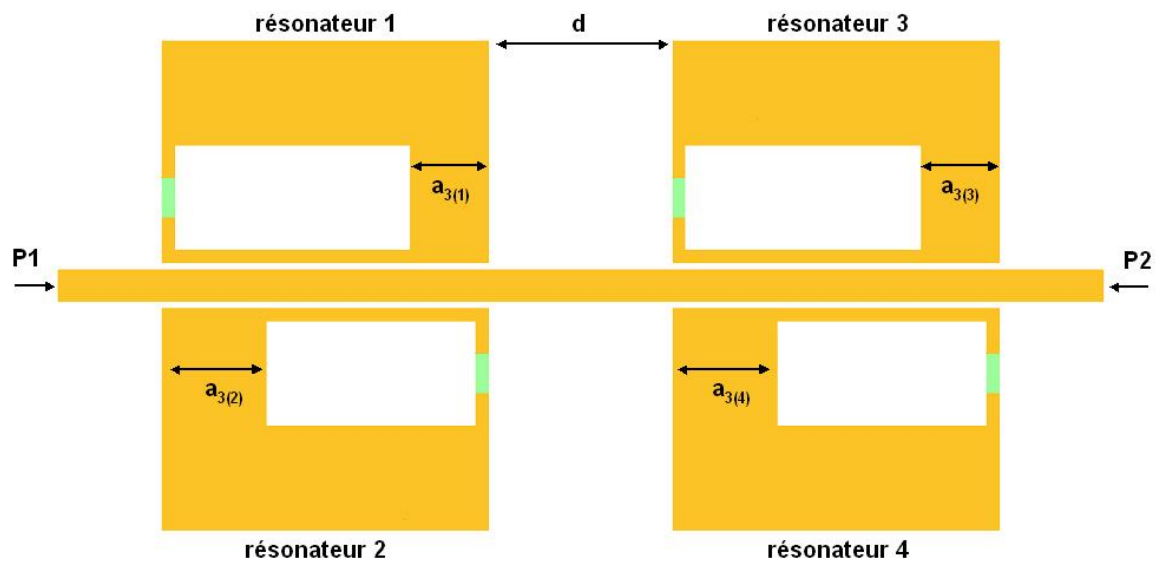 résonateur 1
d
résonateur 3
a3(1)
a3(3)
P1
P2
a3(2)
a3(4)
résonateur 2
résonateur 4